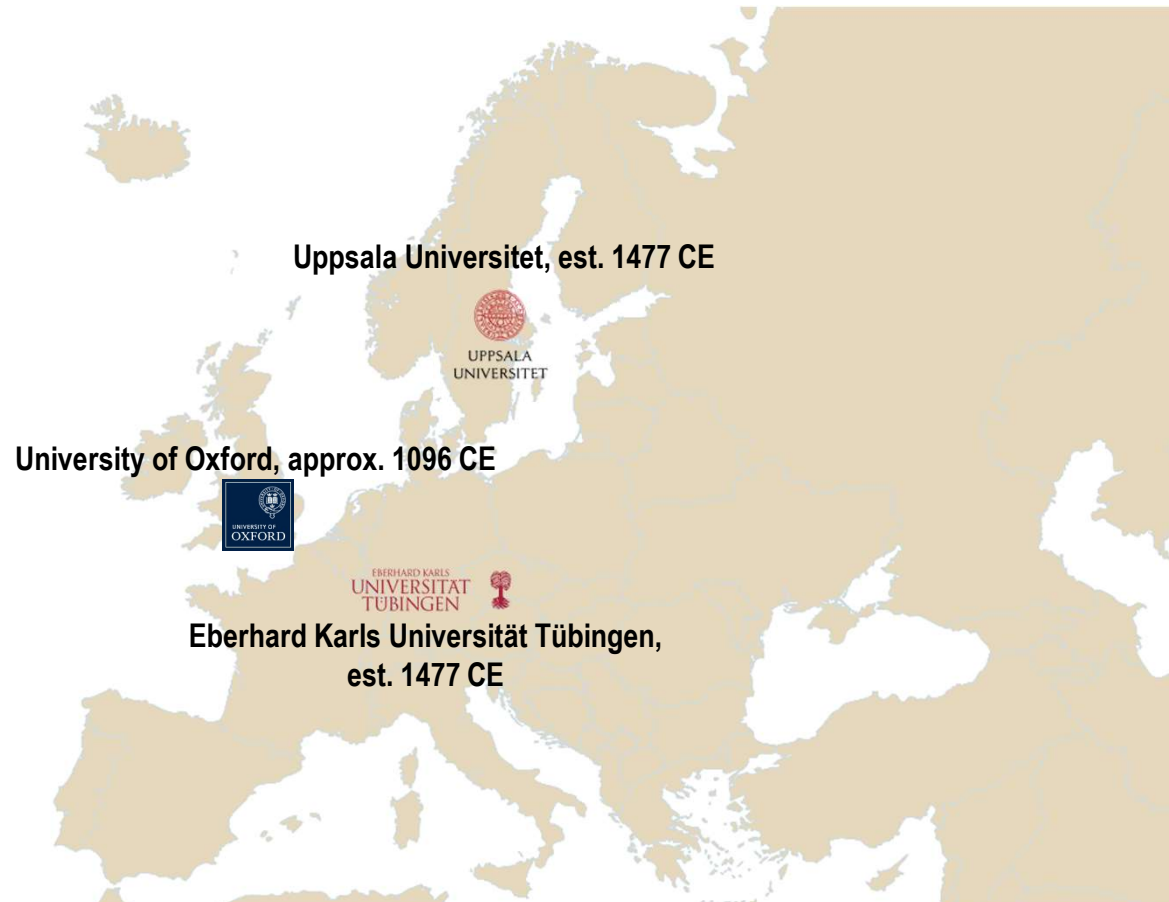 Uppsala Universitet, est. 1477 CE
UPPSALA
UNIVERSITET
University of Oxford, approx. 1096 CE
UNIVERSITY OF
OXFORD
EBERHARD KARLS
UNIVERSITÄT
TÜBINGEN
Eberhard Karls Universität Tübingen,
est. 1477 CE